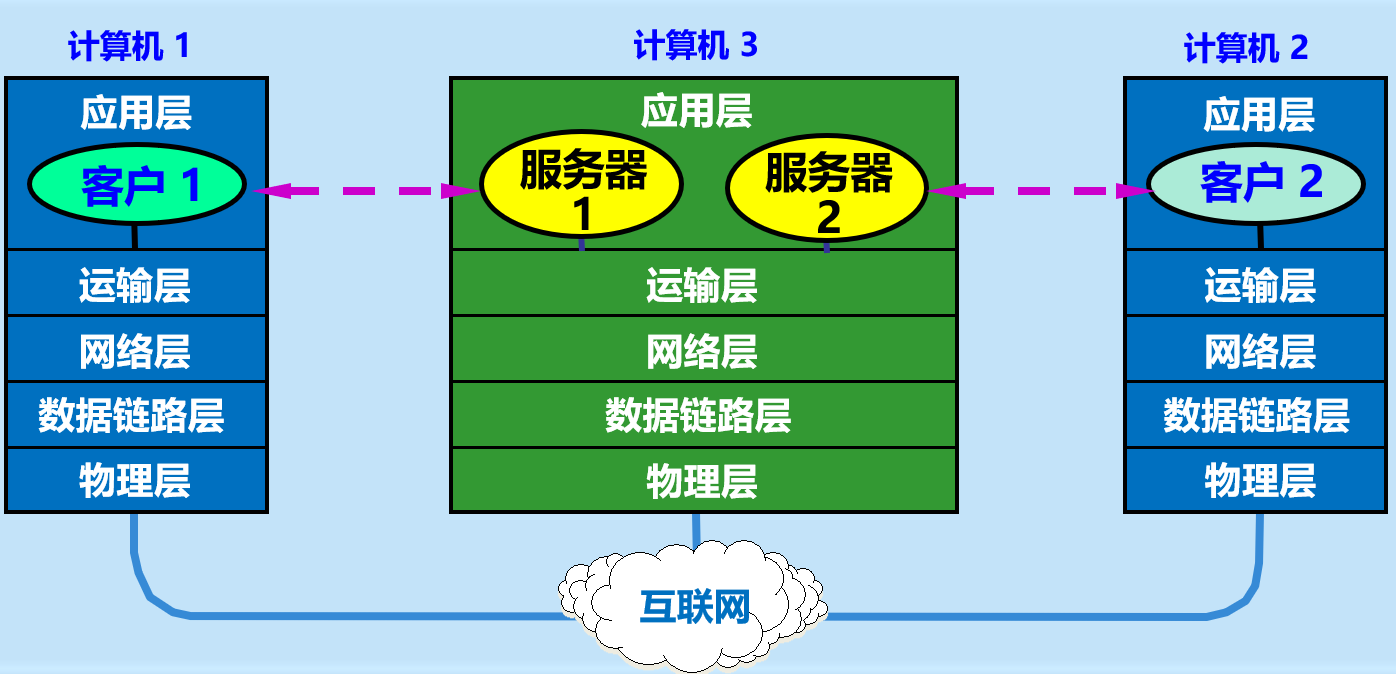 计算机 1
应用层
客户 1
运输层
网络层
数据链路层
物理层
计算机 3
应用层
服务器
1
服务器
2
运输层
网络层
数据链路层
物理层
计算机 2
应用层
客户 2
运输层
网络层
数据链路层
物理层
互联网